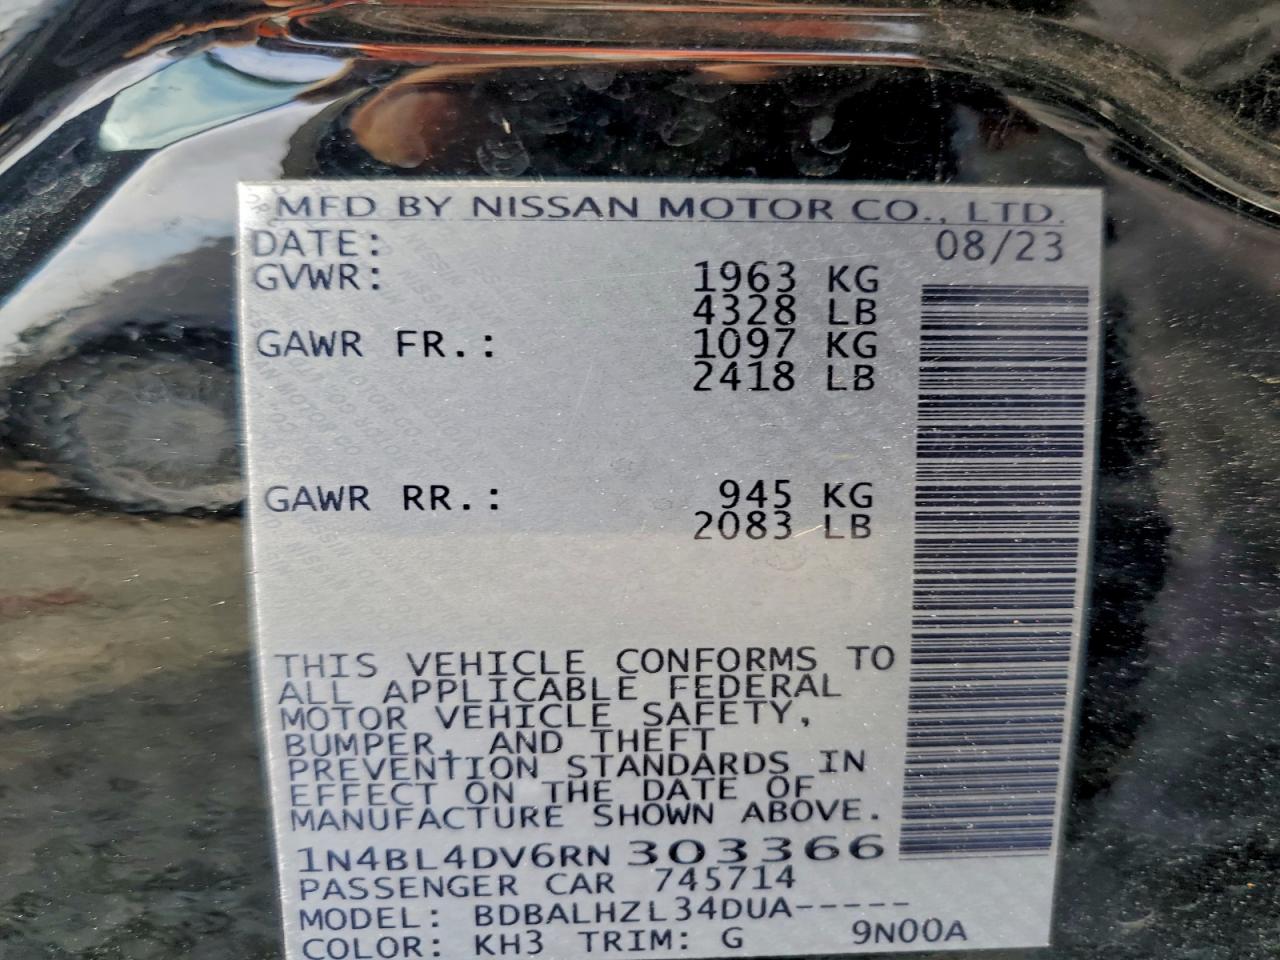 MFD BY NISSAN MOTOR CO., LTD.
DATE: 08/23
GVWR: 1963 KG
4328 LB
GAWR FR.: 1097 KG
2418 LB
GAWR RR.: 945 KG
2083 LB
THIS VEHICLE CONFORMS TO
ALL APPLICABLE FEDERAL
MOTOR VEHICLE SAFETY,
BUMPER, AND THEFT
PREVENTION STANDARDS IN
EFFECT ON THE DATE OF
MANUFACTURE SHOWN ABOVE.
1N4BL4DV6RN303366
PASSENGER CAR 745714
MODEL: BDBALHZL34DUA-----
COLOR: KH3 TRIM: G 9N00A